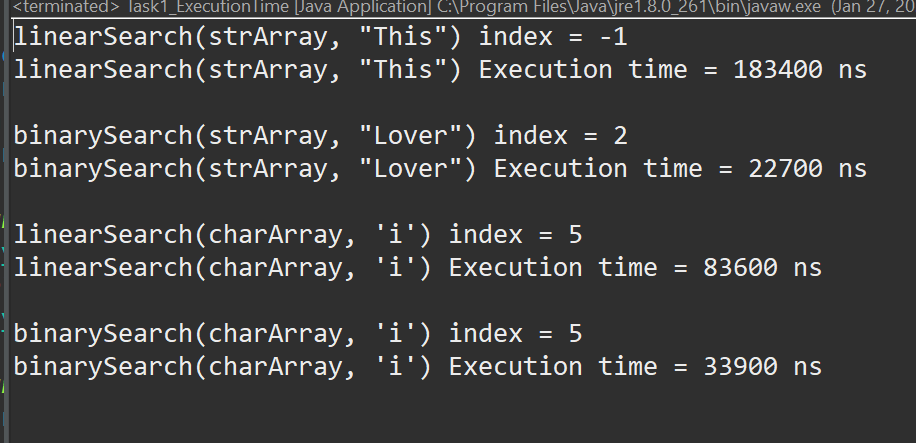 <terminated> Task1_ExecutionTime [Java Application] C:\Program Files\Java\jre1.8.0_261\bin\javaw.exe (Jan 27, 20
linearSearch(strArray, "This") index = -1
linearSearch(strArray, "This") Execution time = 183400 ns
binarySearch(strArray, "Lover") index = 2
binarySearch(strArray, "Lover") Execution time = 22700 ns
linearSearch(charArray, 'i') index = 5
linearSearch(charArray, 'i') Execution time = 83600 ns
binarySearch(charArray, 'i') index = 5
binarySearch(charArray, 'i') Execution time = 33900 ns